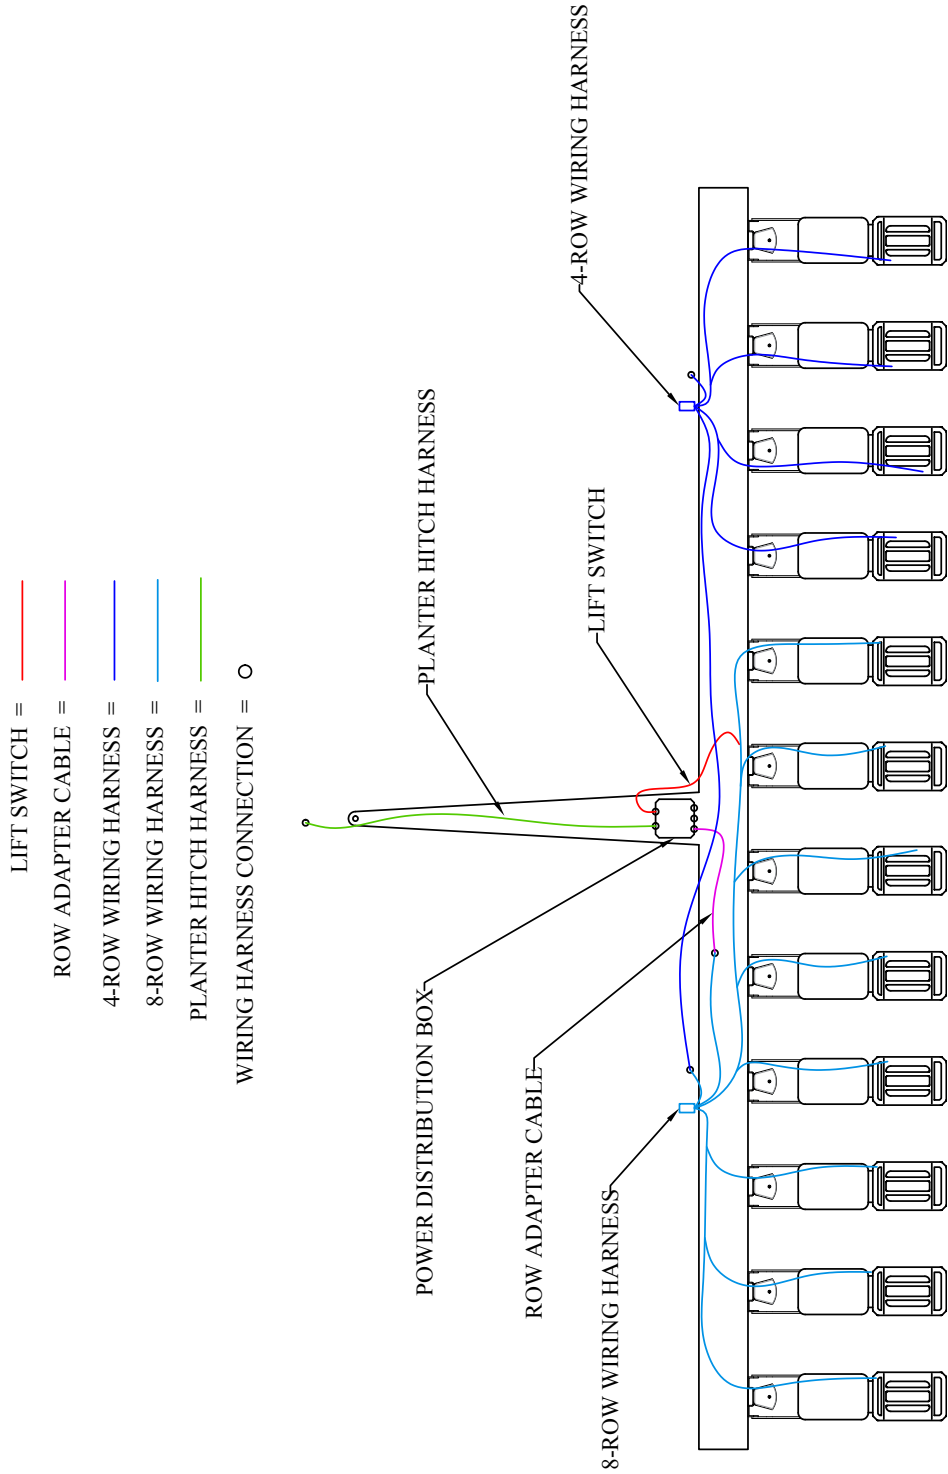 LIFT SWITCH =
ROW ADAPTER CABLE =
4-ROW WIRING HARNESS =
8-ROW WIRING HARNESS =
PLANTER HITCH HARNESS =
WIRING HARNESS CONNECTION =
PLANTER HITCH HARNESS
POWER DISTRIBUTION BOX
ROW ADAPTER CABLE
4-ROW WIRING HARNESS
LIFT SWITCH
8-ROW WIRING HARNESS